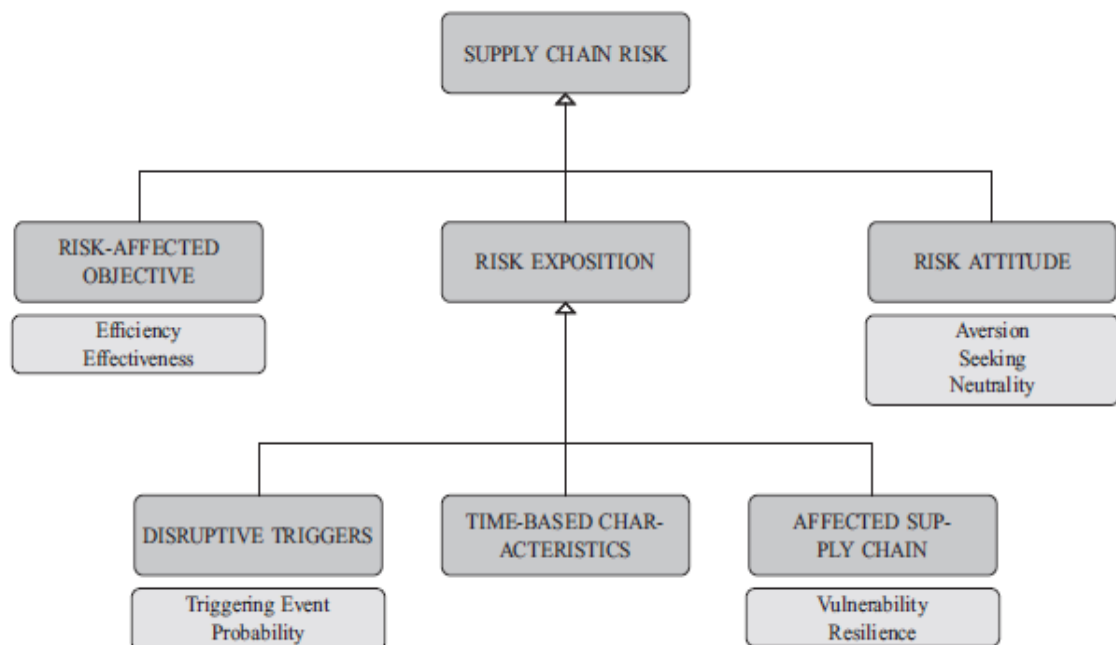 SUPPLY CHAIN RISK
RISK-AFFECTED
OBJECTIVE
RISK EXPOSITION
RISK ATTITUDE
Efficiency
Effectiveness
Aversion
Seeking
Neutrality
DISRUPTIVE TRIGGERS
TIME-BASED CHAR-
ACTERISTICS
AFFECTED SUP-
PLY CHAIN
Triggering Event
Probability
Vulnerability
Resilience